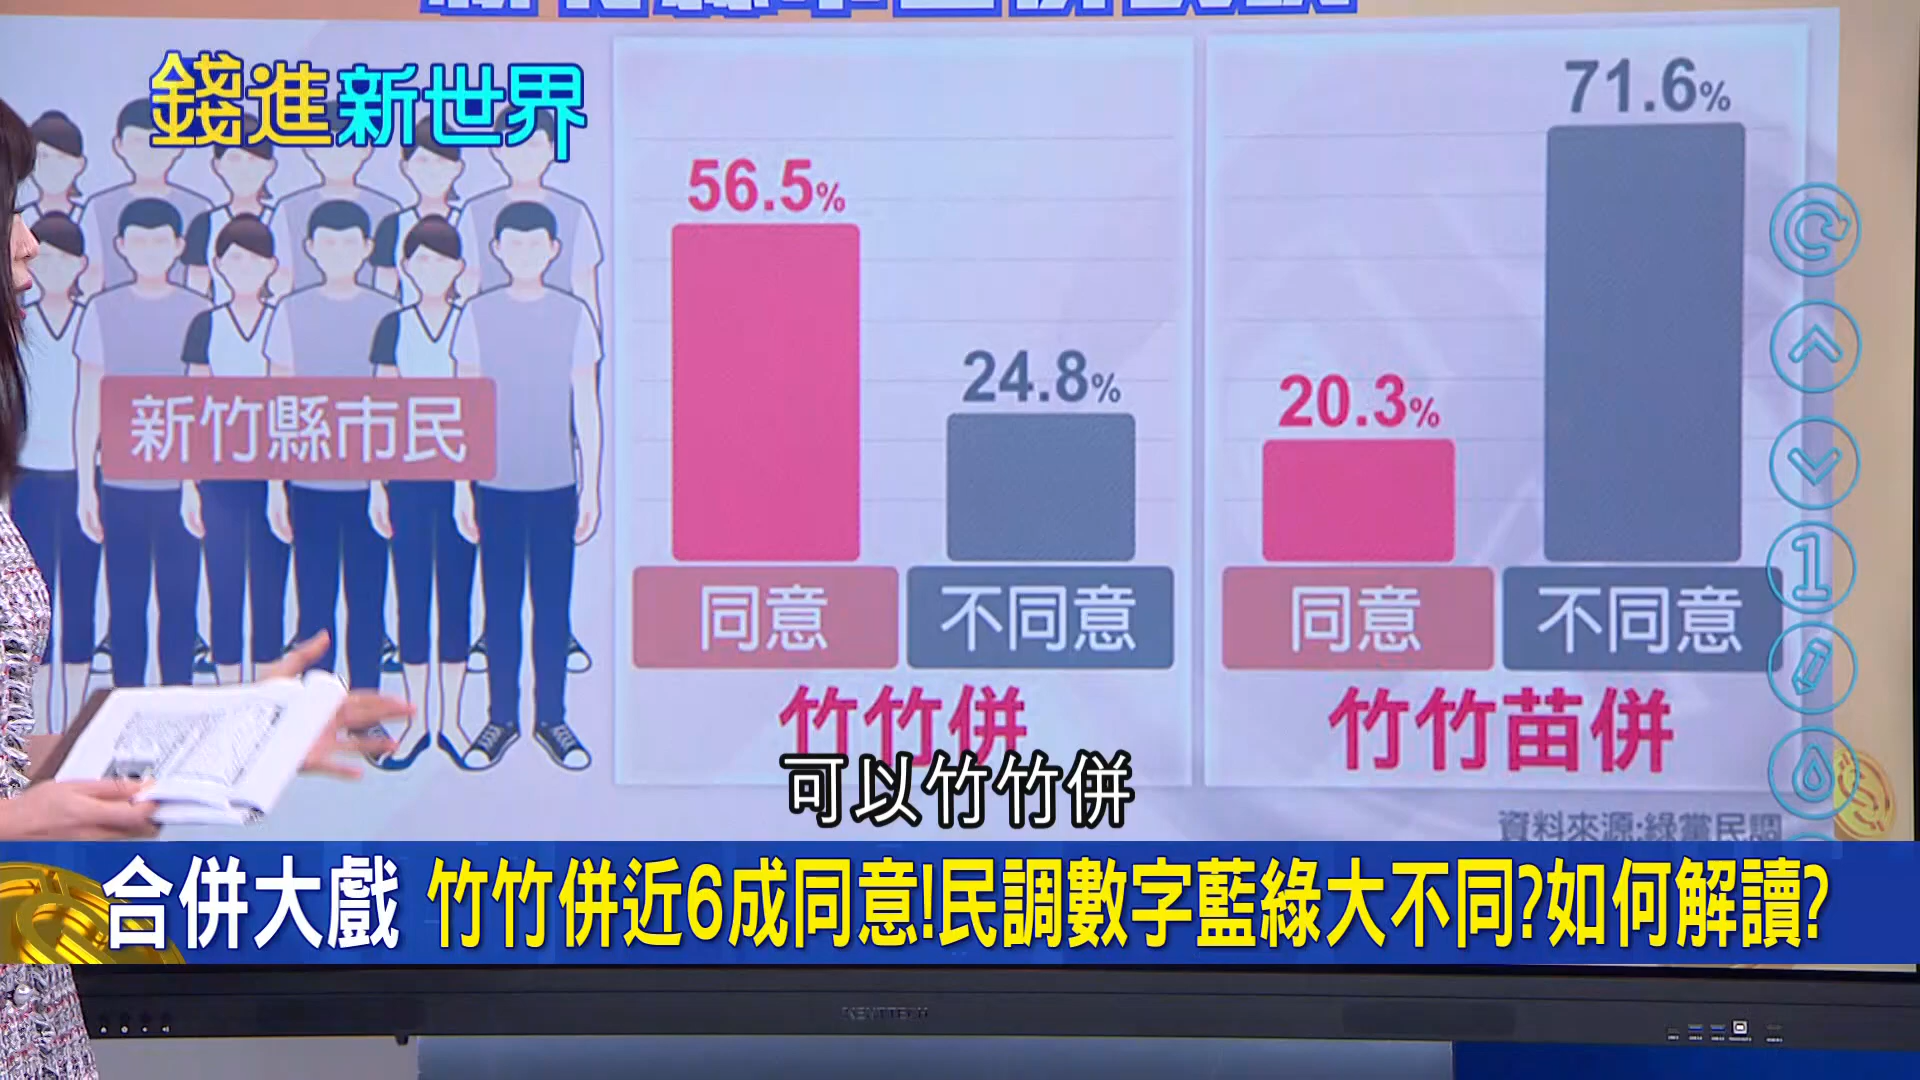 錢進新世界
56.5%
24.8%
71.6%
20.3%
新竹縣市民
同意
不同意
同意
不同意
竹竹併
竹竹苗併
1
可以竹竹併
資料來源:綠黨民調
合併大戲 竹竹併近6成同意!民調數字藍綠大不同?如何解讀?